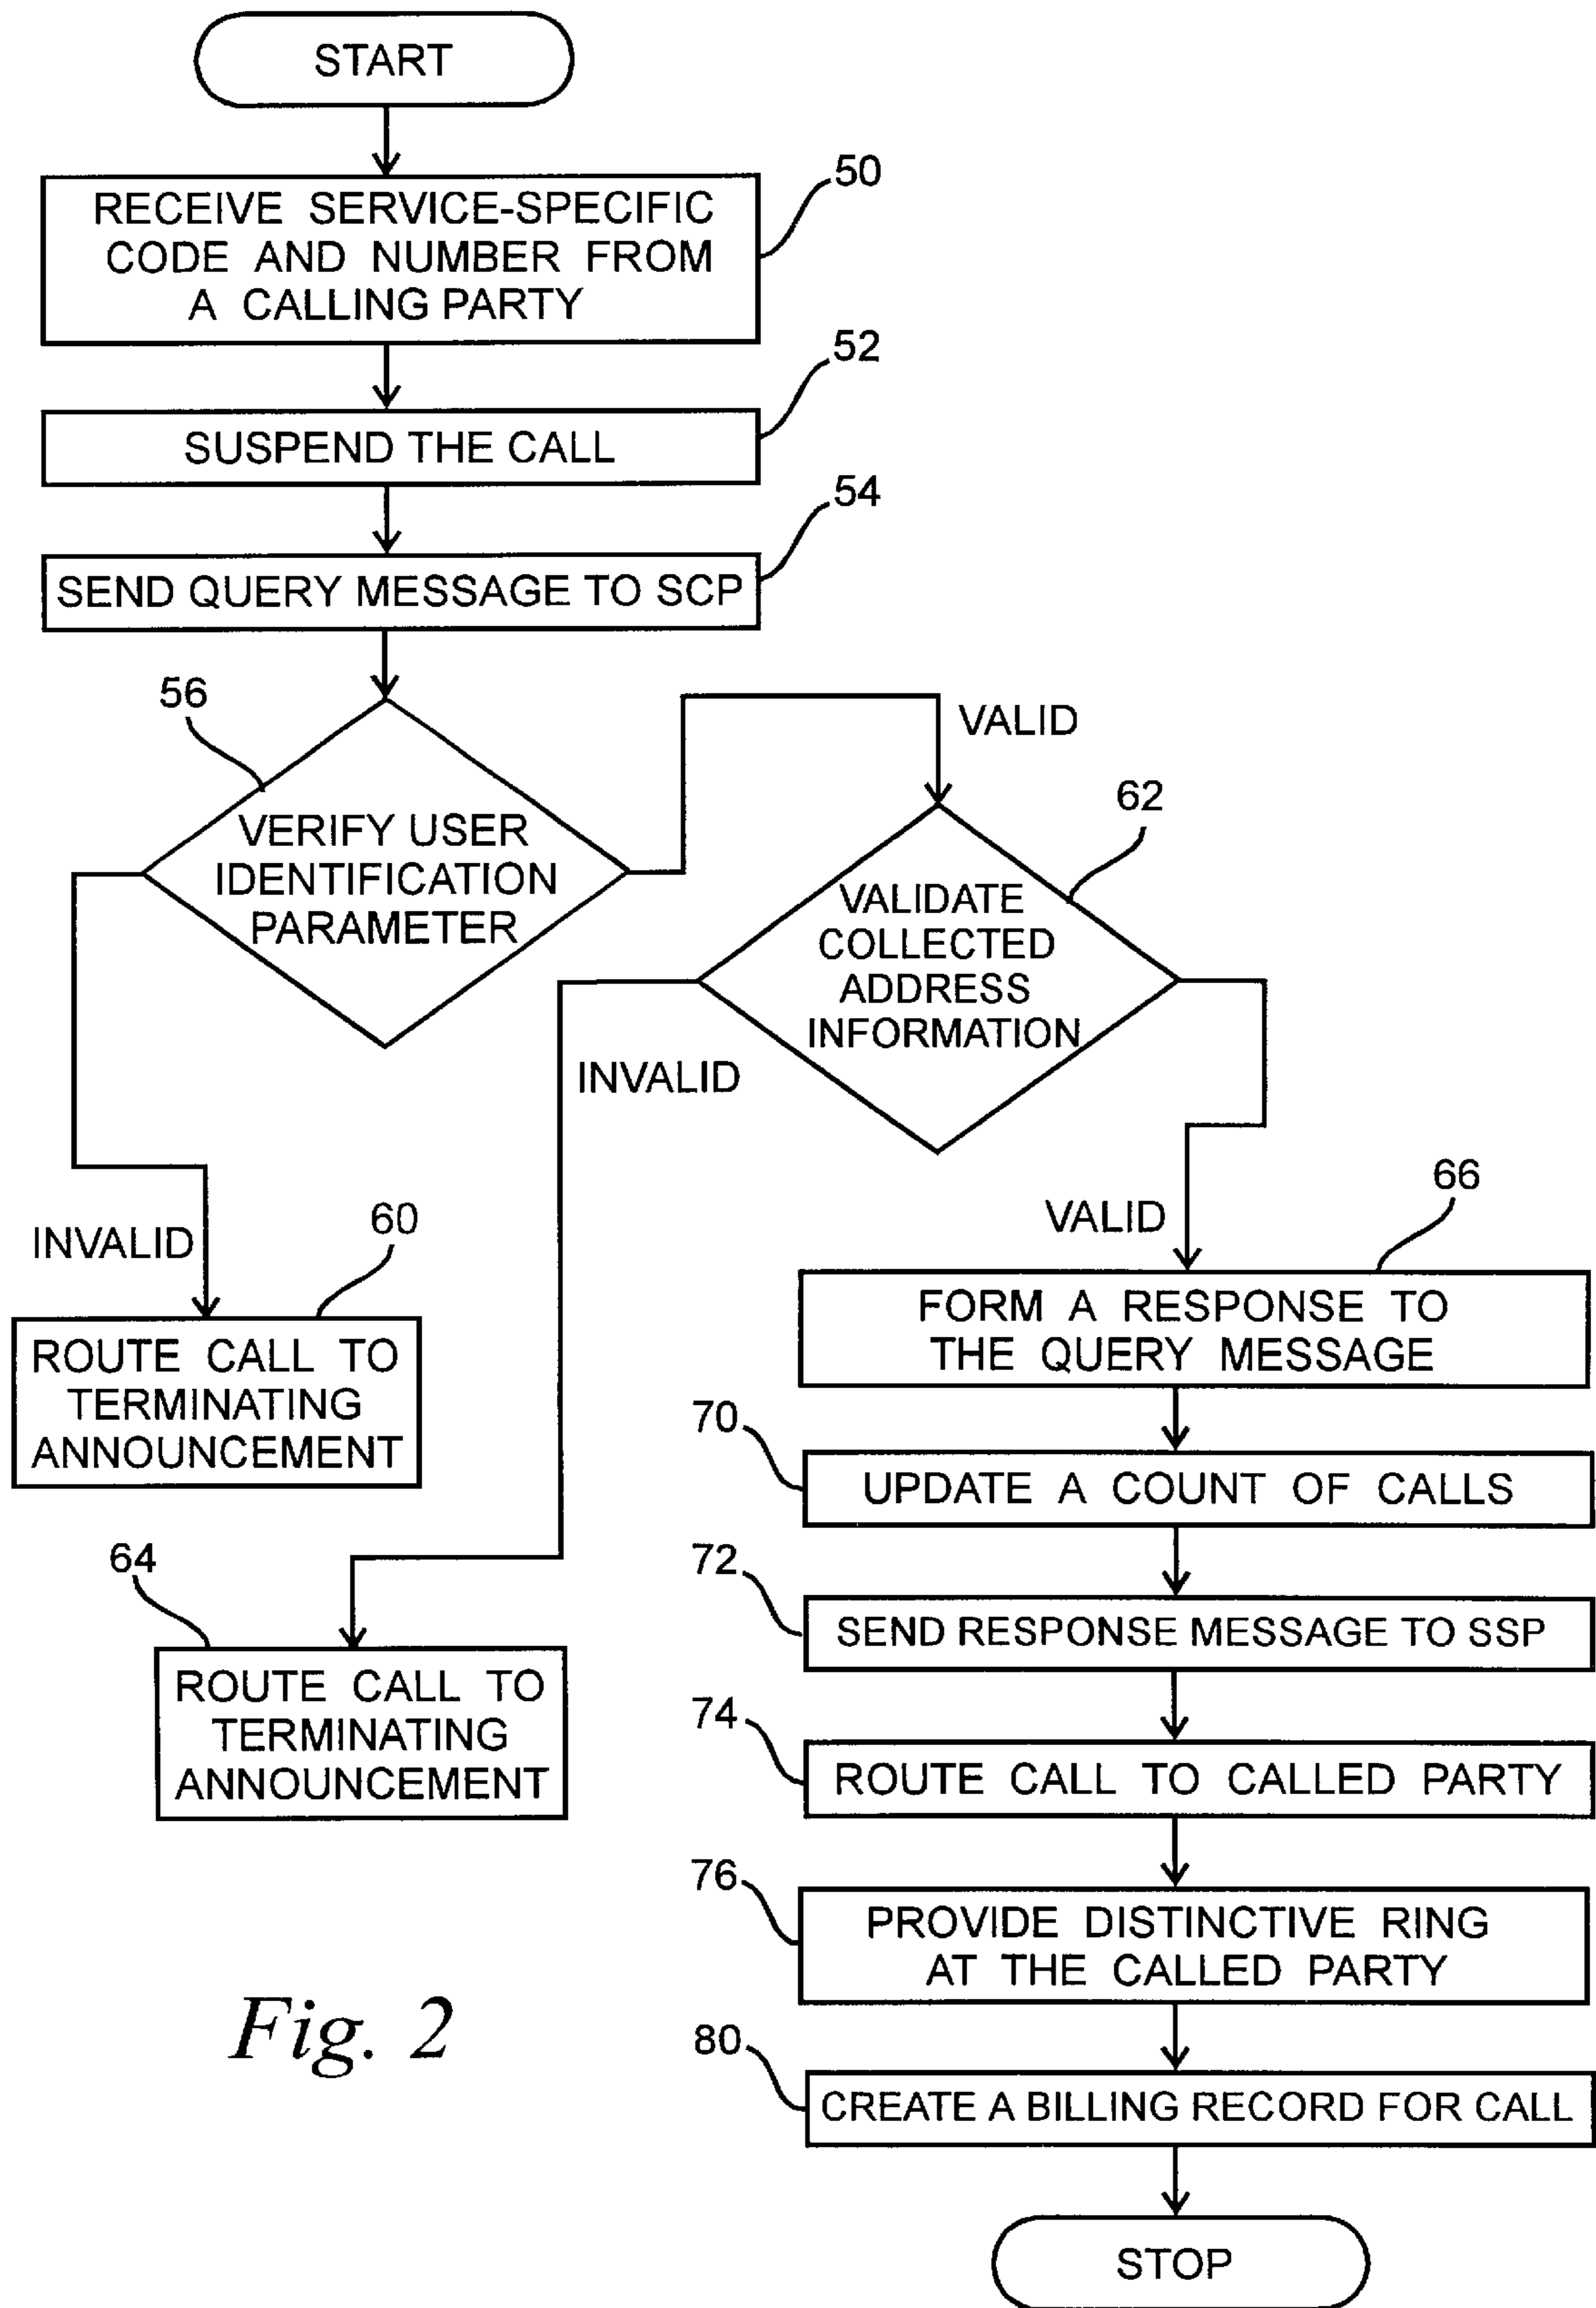 START
50
RECEIVE SERVICE-SPECIFIC
CODE AND NUMBER FROM
A CALLING PARTY
52
SUSPEND THE CALL
54
SEND QUERY MESSAGE TO SCP
56
VERIFY USER
IDENTIFICATION
PARAMETER
VALID
62
VALIDATE
COLLECTED
ADDRESS
INFORMATION
INVALID
INVALID
60
ROUTE CALL TO
TERMINATING
ANNOUNCEMENT
64
ROUTE CALL TO
TERMINATING
ANNOUNCEMENT
VALID
66
FORM A RESPONSE TO
THE QUERY MESSAGE
70
UPDATE A COUNT OF CALLS
72
SEND RESPONSE MESSAGE TO SSP
74
ROUTE CALL TO CALLED PARTY
76
PROVIDE DISTINCTIVE RING
AT THE CALLED PARTY
80
CREATE A BILLING RECORD FOR CALL
STOP
Fig. 2